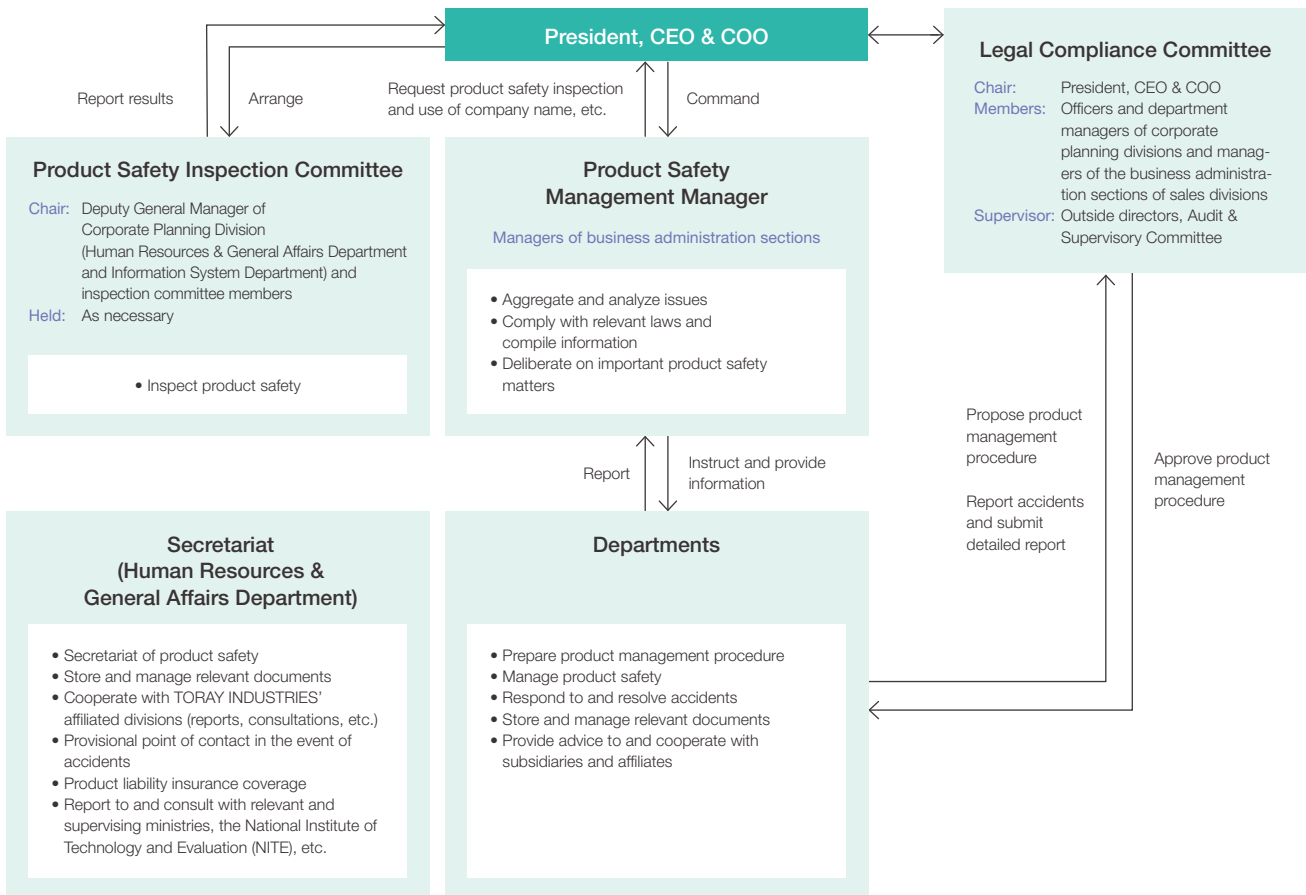 President, CEO & COO
Report results
Arrange
Request product safety inspection
and use of company name, etc.
Command
Legal Compliance Committee
Chair: President, CEO & COO
Members: Officers and department
managers of corporate
planning divisions and manag-
ers of the business administra-
tion sections of sales divisions
Supervisor: Outside directors, Audit &
Supervisory Committee
Product Safety Inspection Committee
Chair: Deputy General Manager of
Corporate Planning Division
(Human Resources & General Affairs Department
and Information System Department) and
inspection committee members
Held: As necessary
• Inspect product safety
Product Safety
Management Manager
Managers of business administration sections
• Aggregate and analyze issues
• Comply with relevant laws and
compile information
• Deliberate on important product safety
matters
Report
Instruct and provide
information
Propose product
management
procedure
Report accidents
and submit
detailed report
Approve product
management
procedure
Secretariat
(Human Resources &
General Affairs Department)
• Secretariat of product safety
• Store and manage relevant documents
• Cooperate with TORAY INDUSTRIES'
affiliated divisions (reports, consultations, etc.)
• Provisional point of contact in the event of
accidents
• Product liability insurance coverage
• Report to and consult with relevant and
supervising ministries, the National Institute of
Technology and Evaluation (NITE), etc.
Departments
• Prepare product management procedure
• Manage product safety
• Respond to and resolve accidents
• Store and manage relevant documents
• Provide advice to and cooperate with
subsidiaries and affiliates